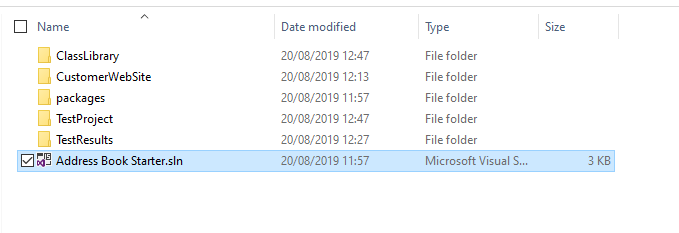 Name Date modified Type Size
ClassLibrary 20/08/2019 12:47 File folder
CustomerWebSite 20/08/2019 12:13 File folder
packages 20/08/2019 11:57 File folder
TestProject 20/08/2019 12:47 File folder
TestResults 20/08/2019 12:27 File folder
Address Book Starter.sln 20/08/2019 11:57 Microsoft Visual S... 3 KB